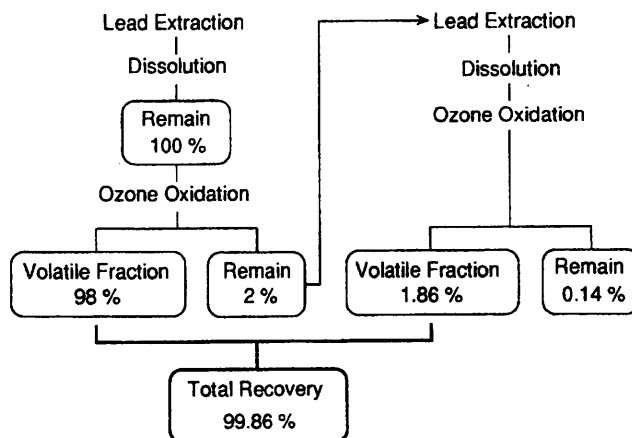 Lead Extraction
Dissolution
Remain
100 %
Ozone Oxidation
Volatile Fraction
98 %
Remain
2 %
Lead Extraction
Dissolution
Ozone Oxidation
Volatile Fraction
1.86 %
Remain
0.14 %
Total Recovery
99.86 %